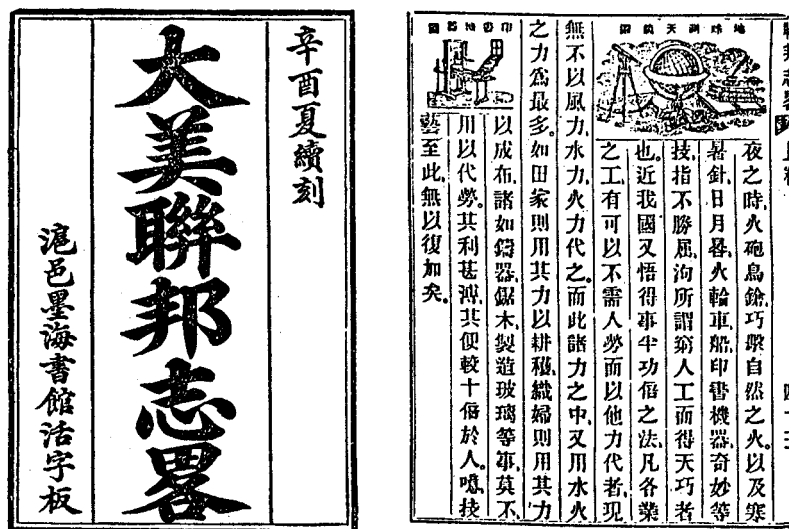 辛酉夏續刻
大美聯邦志畧
滬邑墨海書館活字板
地球測天
夜之時火砲鳥鎗巧擊自然之火以及寒
暑針日月晷火輪車船印書機器奇妙等
技指不勝屈洵所謂窮人工而得天巧者
也近我國又悟得事半功倍之法凡各業
之工有可以不需人勞而以他力代者現
無不以風力水力火力代之而此諸力之中又用水火
之力為最多如田家則用其力以耕穫織婦則用其力
以成布諸如鑄器鋸木製造玻璃等事莫不
用以代勞其利甚溥其便較十倍於人噫技
藝至此無以復加矣